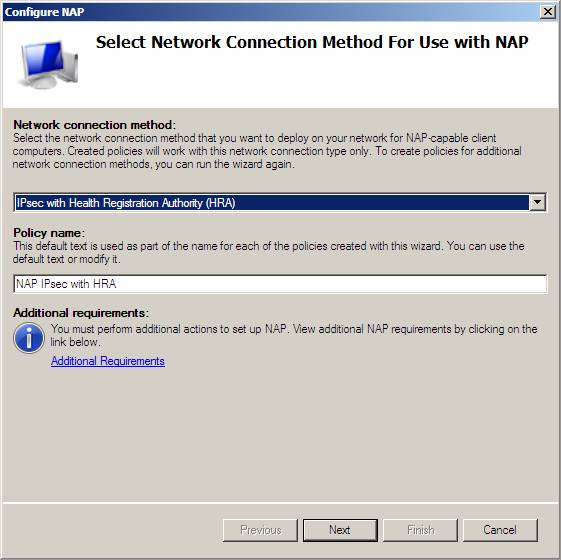 Configure NAP
Select Network Connection Method For Use with NAP
Network connection method:
Select the network connection method that you want to deploy on your network for NAP-capable client
computers. Created policies will work with this network connection type only. To create policies for additional
network connection methods, you can run the wizard again.
IPsec with Health Registration Authority (HRA)
Policy name:
This default text is used as part of the name for each of the policies created with this wizard. You can use the
default text or modify it.
NAP IPsec with HRA
Additional requirements:
You must perform additional actions to set up NAP. View additional NAP requirements by clicking on the
link below.
Additional Requirements
Previous
Next
Finish
Cancel